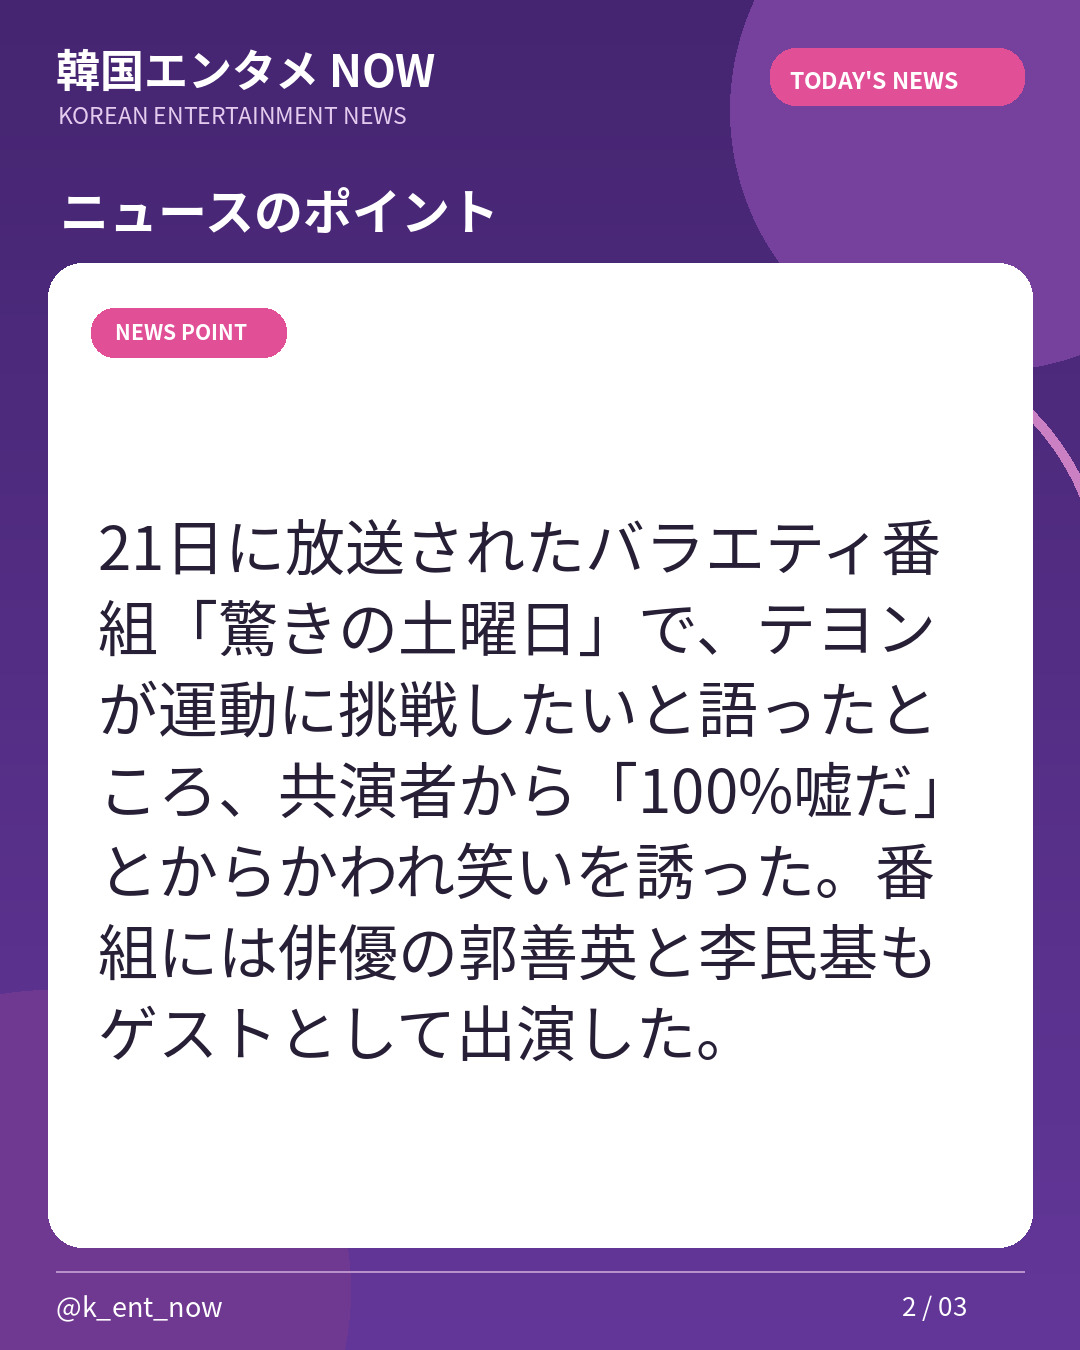 韓国エンタメ NOW
KOREAN ENTERTAINMENT NEWS
TODAY'S NEWS
ニュースのポイント
NEWS POINT
21日に放送されたバラエティ番
組「驚きの土曜日」で、テヨン
が運動に挑戦したいと語ったと
ころ、共演者から「100%嘘だ」
とからかわれ笑いを誘った。番
組には俳優の郭善英と李民基も
ゲストとして出演した。
@k_ent_now
2 / 03